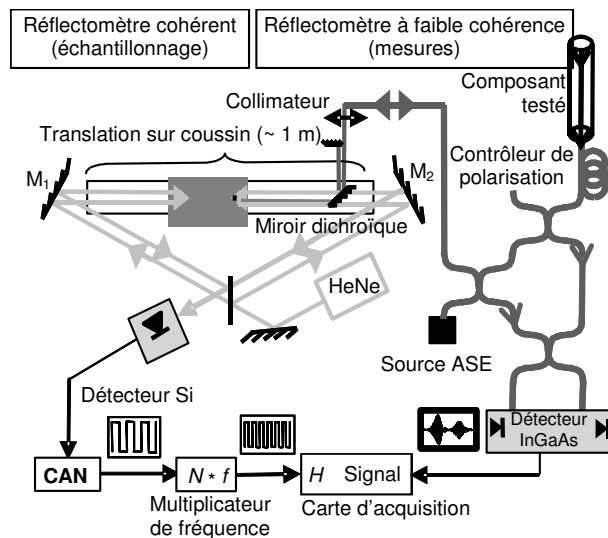 Réflectomètre cohérent
(échantillonnage)
Réflectomètre à faible cohérence
(mesures)
Composant
testé
Collimateur
Translation sur coussin (~ 1 m)
Contrôleur de
polarisation
M1
M2
Miroir dichroïque
HeNe
Source ASE
Détecteur Si
Détecteur
InGaAs
CAN
N * f
H Signal
Multiplicateur
de fréquence
Carte d'acquisition